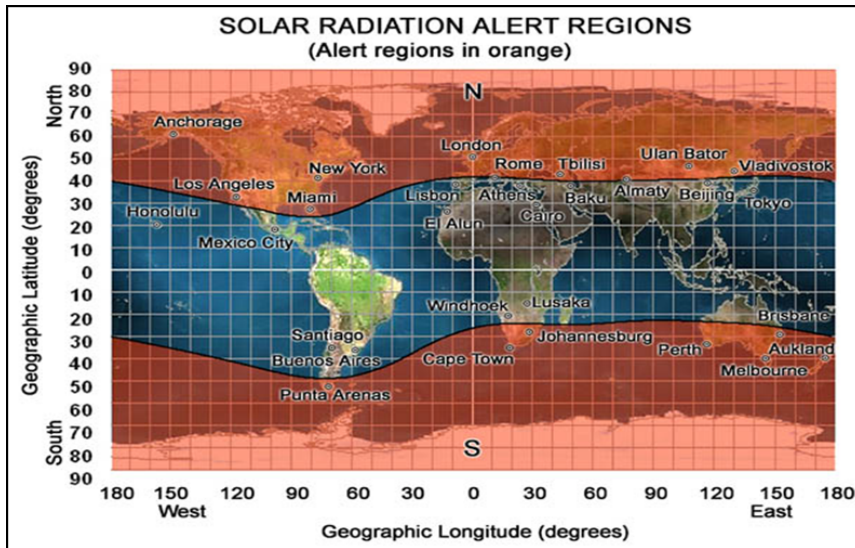 SOLAR RADIATION ALERT REGIONS
(Alert regions in orange)
Geographic Latitude (degrees)
North
South
90
80
70
60
50
40
30
20
10
0
10
20
30
40
50
60
70
80
90
N
Anchorage
London
Ulan Bator
New York
Rome
Tbilisi
Vladivostok
Los Angeles
Miami
Lisbon
Athens
Baku
Almaty
Beijing
Tokyo
Honolulu
El Aiun
Cairo
Mexico City
Windhoek
Lusaka
Brisbane
Santiago
Johannesburg
Buenos Aires
Cape Town
Perth
Aukland
Melbourne
Punta Arenas
S
180 150 120 90 60 30 0 30 60 90 120 150 180
West
East
Geographic Longitude (degrees)